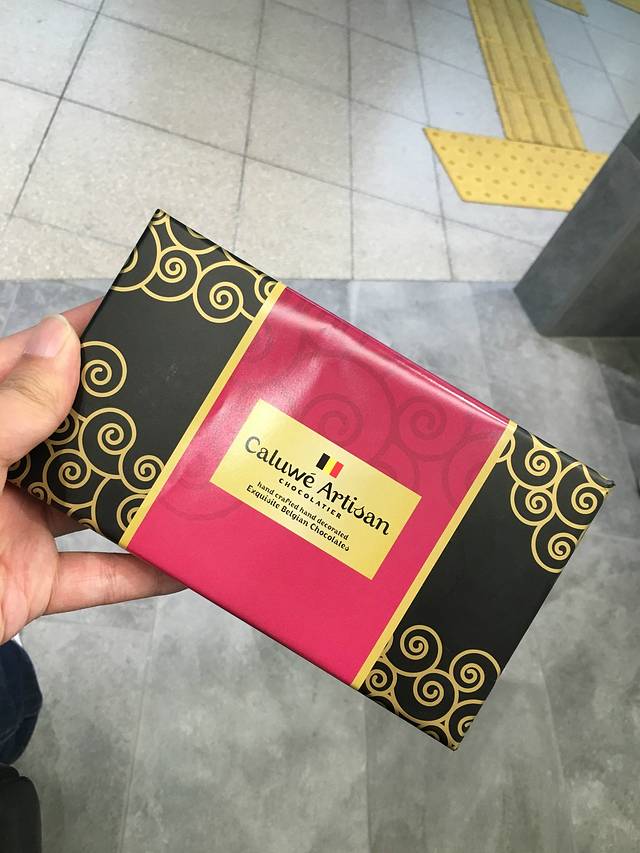 Caluwé Artisan
CHOCOLATIER
hand crafted hand decorated
Exquisite Belgian Chocolates